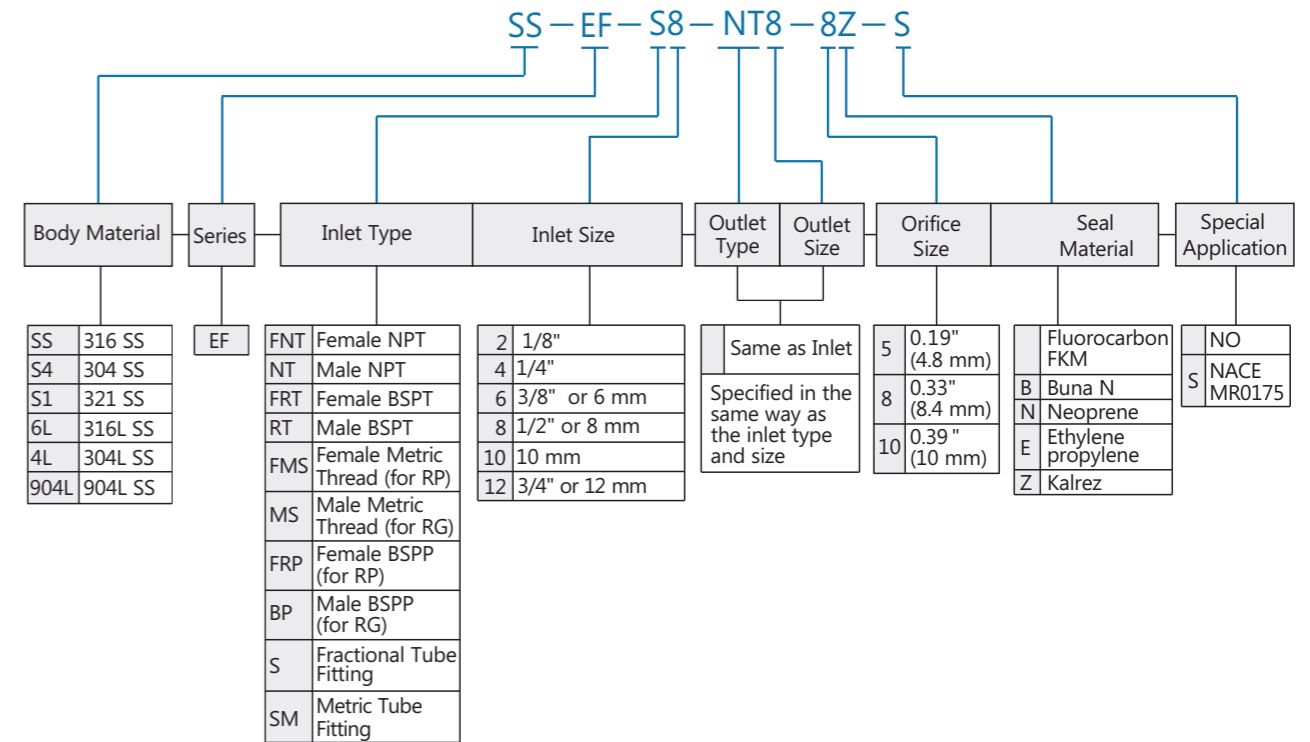 SS－EF－S8－NT8－8Z－S
Body Material
Series
Inlet Type
Inlet Size
Outlet
Type
Outlet
Size
Orifice
Size
Seal
Material
Special
Application
SS 316 SS
S4 304 SS
S1 321 SS
6L 316L SS
4L 304L SS
904L 904L SS
EF
FNT Female NPT
NT Male NPT
FRT Female BSPT
RT Male BSPT
FMS Female Metric
Thread (for RP)
MS Male Metric
Thread (for RG)
FRP Female BSPP
(for RP)
BP Male BSPP
(for RG)
S Fractional Tube
Fitting
SM Metric Tube
Fitting
2 1/8"
4 1/4"
6 3/8" or 6 mm
8 1/2" or 8 mm
10 10 mm
12 3/4" or 12 mm
Same as Inlet
Specified in the
same way as
the inlet type
and size
5 0.19"
(4.8 mm)
8 0.33"
(8.4 mm)
10 0.39 "
(10 mm)
Fluorocarbon
FKM
B Buna N
N Neoprene
E Ethylene
propylene
Z Kalrez
NO
S NACE
MR0175